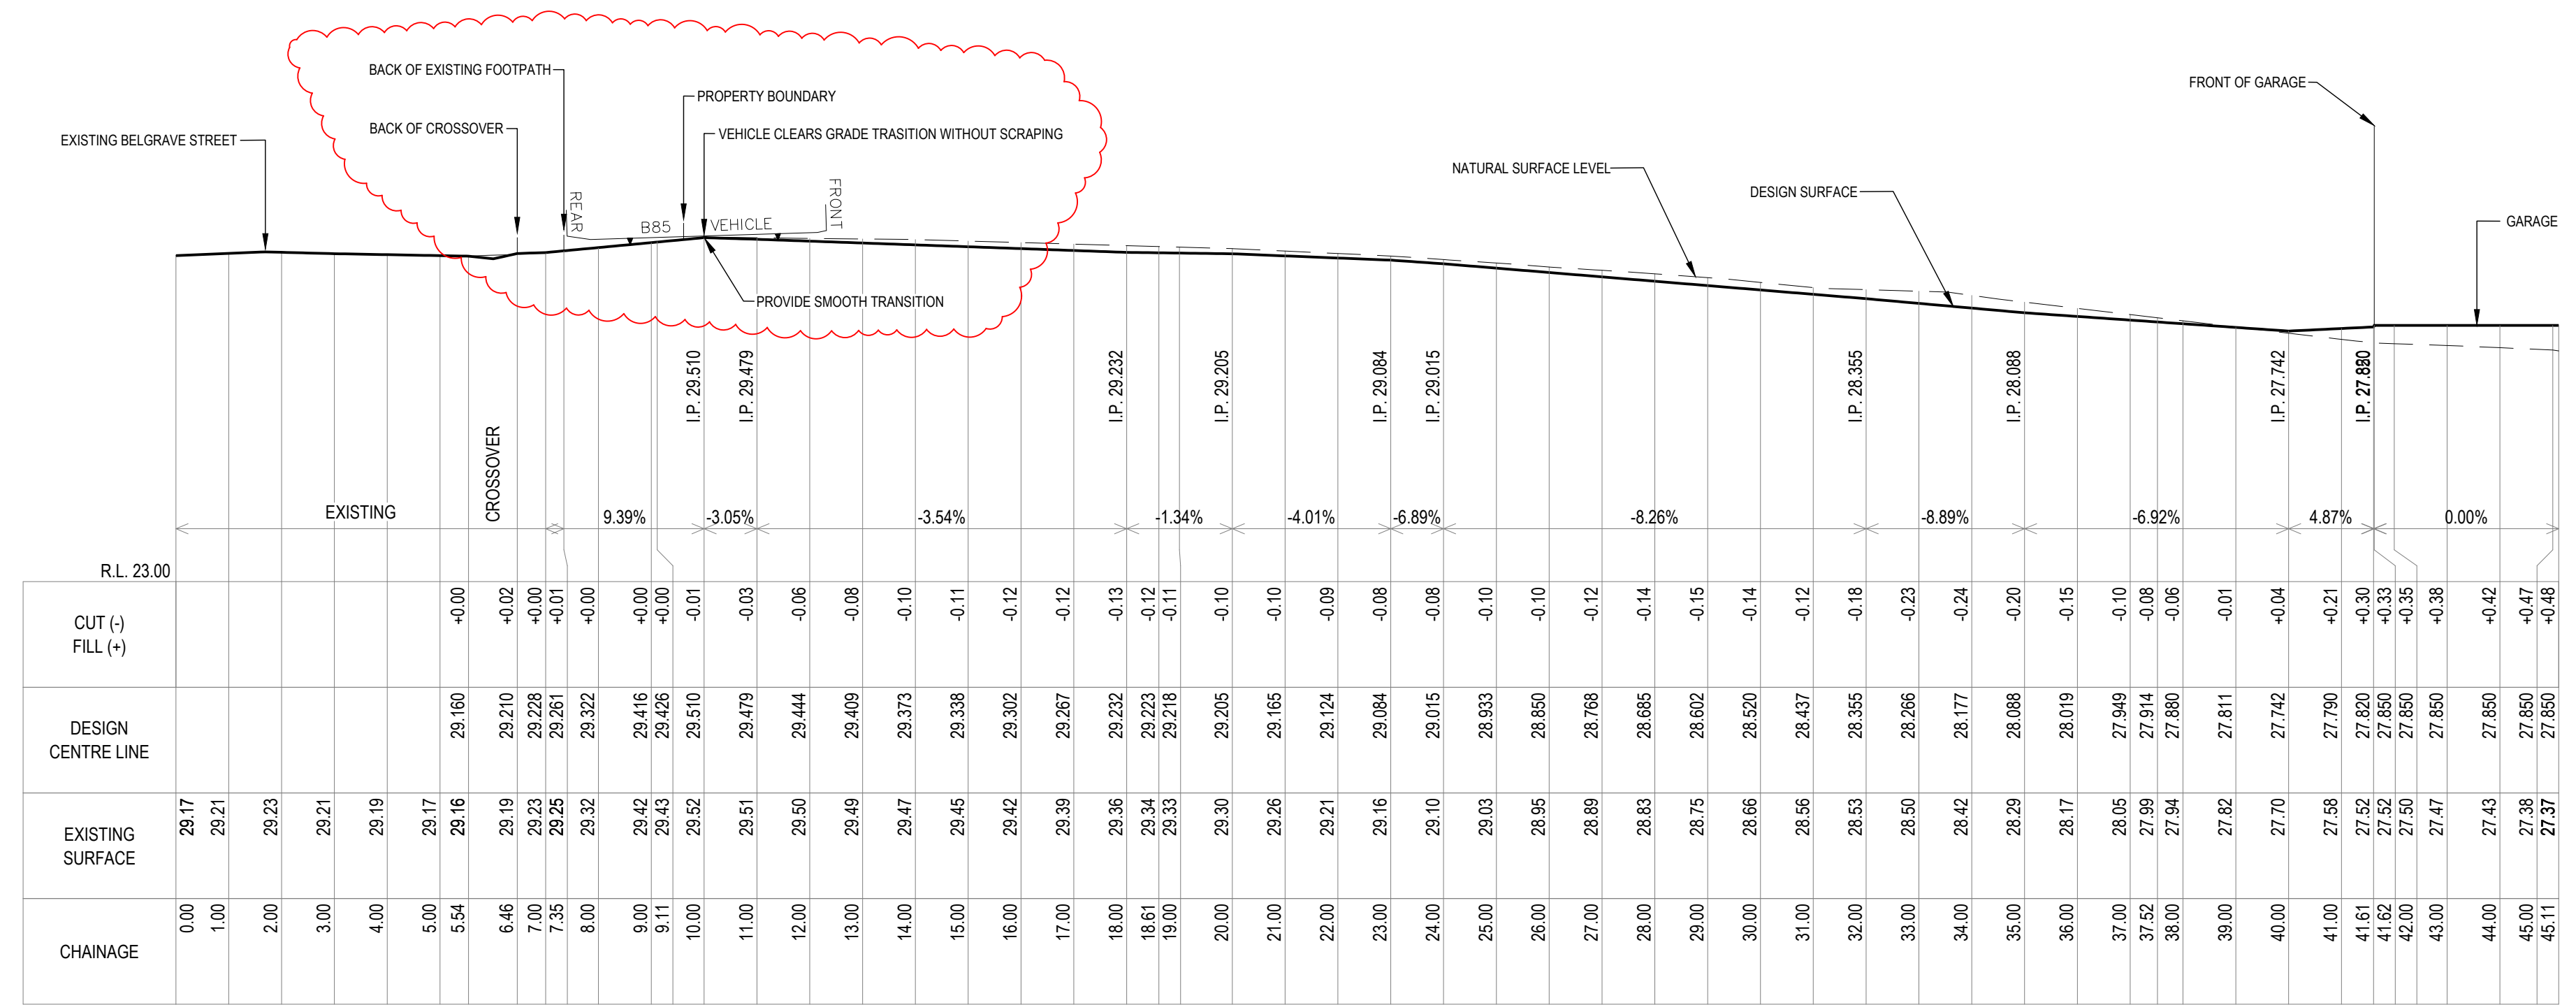 BACK OF EXISTING FOOTPATH
PROPERTY BOUNDARY
FRONT OF GARAGE
BACK OF CROSSOVER
VEHICLE CLEARS GRADE TRASITION WITHOUT SCRAPING
EXISTING BELGRAVE STREET
NATURAL SURFACE LEVEL
DESIGN SURFACE
REAR
B85
VEHICLE
FRONT
GARAGE
PROVIDE SMOOTH TRANSITION
I.P. 29.510
I.P. 29.479
I.P. 29.232
I.P. 29.205
I.P. 29.084
I.P. 29.015
I.P. 28.355
I.P. 28.088
I.P. 27.742
CROSSOVER
EXISTING 9.39% -3.05% -3.54% -1.34% -4.01% -6.89% -8.26% -8.89% -6.92% 4.87% 0.00%
R.L. 23.00
CUT (-)
FILL (+)
+0.00 +0.02 +0.00 +0.01 +0.00 +0.00 +0.00 -0.01 -0.03 -0.06 -0.08 -0.10 -0.11 -0.12 -0.12 -0.13 -0.12 -0.11 -0.10 -0.10 -0.09 -0.08 -0.08 -0.10 -0.10 -0.12 -0.14 -0.15 -0.14 -0.12 -0.18 -0.23 -0.24 -0.20 -0.15 -0.10 -0.08 -0.06 -0.01 +0.04 +0.21 +0.30 +0.33 +0.35 +0.38 +0.42 +0.47 +0.48
DESIGN
CENTRE LINE
29.160 29.210 29.228 29.261 29.322 29.416 29.426 29.510 29.479 29.444 29.409 29.373 29.338 29.302 29.267 29.232 29.223 29.218 29.205 29.165 29.124 29.084 29.015 28.933 28.850 28.768 28.685 28.602 28.520 28.437 28.355 28.266 28.177 28.088 28.019 27.949 27.914 27.880 27.811 27.742 27.790 27.820 27.850 27.850 27.850 27.850 27.850 27.850
EXISTING
SURFACE
29.17 29.21 29.23 29.21 29.19 29.17 29.16 29.19 29.23 29.25 29.32 29.42 29.43 29.52 29.51 29.50 29.49 29.47 29.45 29.42 29.39 29.36 29.34 29.33 29.30 29.26 29.21 29.16 29.10 29.03 28.95 28.89 28.83 28.75 28.66 28.56 28.53 28.50 28.42 28.29 28.17 28.05 27.99 27.94 27.82 27.70 27.58 27.52 27.52 27.50 27.47 27.43 27.38 27.37
CHAINAGE
0.00 1.00 2.00 3.00 4.00 5.00 5.54 6.46 7.00 7.35 8.00 9.00 9.11 10.00 11.00 12.00 13.00 14.00 15.00 16.00 17.00 18.00 18.61 19.00 20.00 21.00 22.00 23.00 24.00 25.00 26.00 27.00 28.00 29.00 30.00 31.00 32.00 33.00 34.00 35.00 36.00 37.00 37.52 38.00 39.00 40.00 41.00 41.61 41.62 42.00 43.00 44.00 45.00 45.11